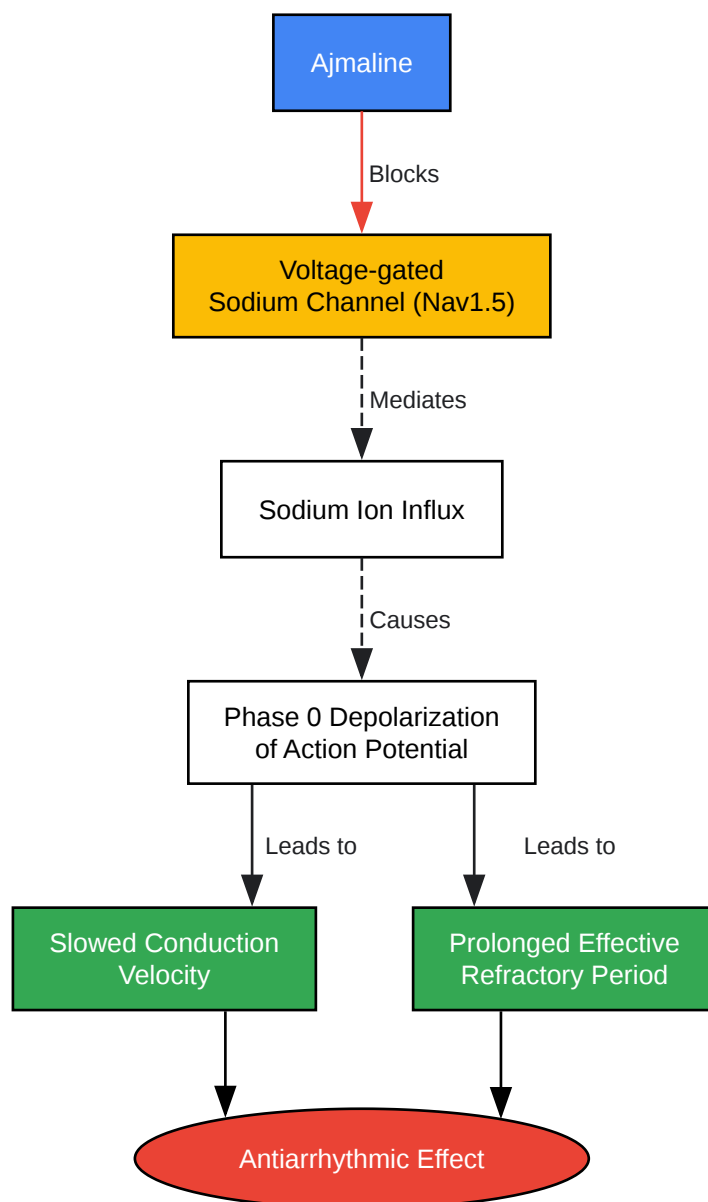 Ajmaline
Blocks
Voltage-gated
Sodium Channel (Nav1.5)
Mediates
Sodium Ion Influx
Causes
Phase 0 Depolarization
of Action Potential
Leads to
Leads to
Slowed Conduction
Velocity
Prolonged Effective
Refractory Period
Antiarrhythmic Effect